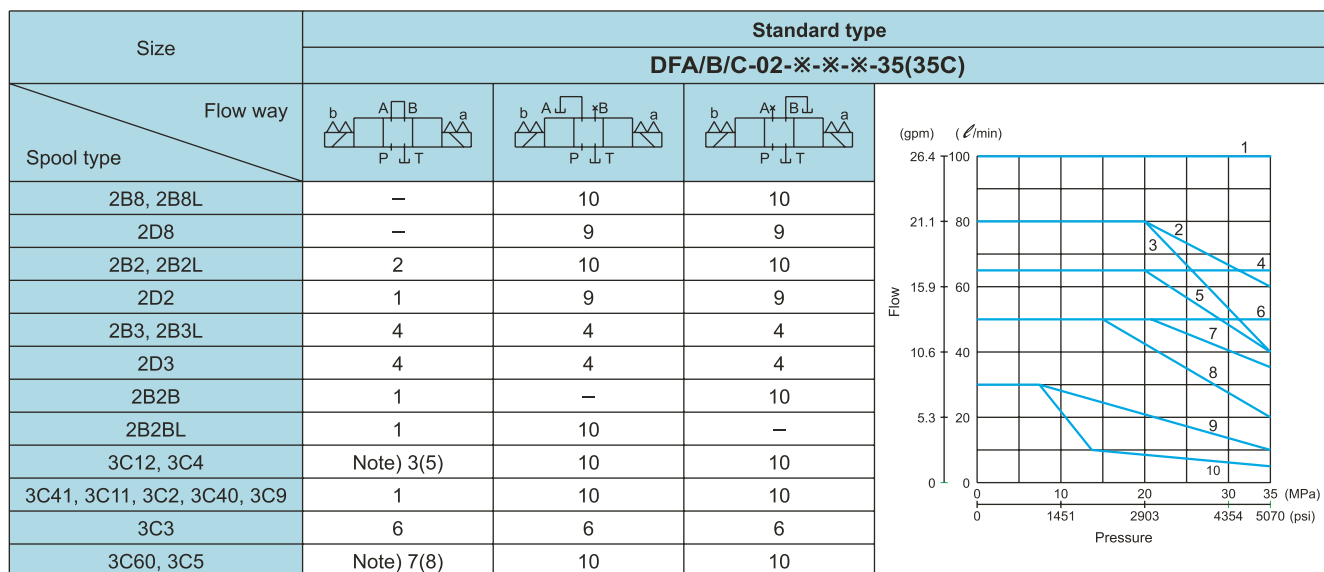 Size
Standard type
DFA/B/C-02-※-※-※-35(35C)
Flow way
Spool type
b A B a P T
b A B a P T
b A B a P T
2B8, 2B8L – 10 10
2D8 – 9 9
2B2, 2B2L 2 10 10
2D2 1 9 9
2B3, 2B3L 4 4 4
2D3 4 4 4
2B2B 1 – 10
2B2BL 1 10 –
3C12, 3C4 Note) 3(5) 10 10
3C41, 3C11, 3C2, 3C40, 3C9 1 10 10
3C3 6 6 6
3C60, 3C5 Note) 7(8) 10 10
(gpm) (ℓ/min)
26.4 100
21.1 80
15.9 60
10.6 40
5.3 20
0 0
Flow
1
2
3
4
5
6
7
8
9
10
0 10 20 30 35 (MPa)
0 1451 2903 4354 5070 (psi)
Pressure